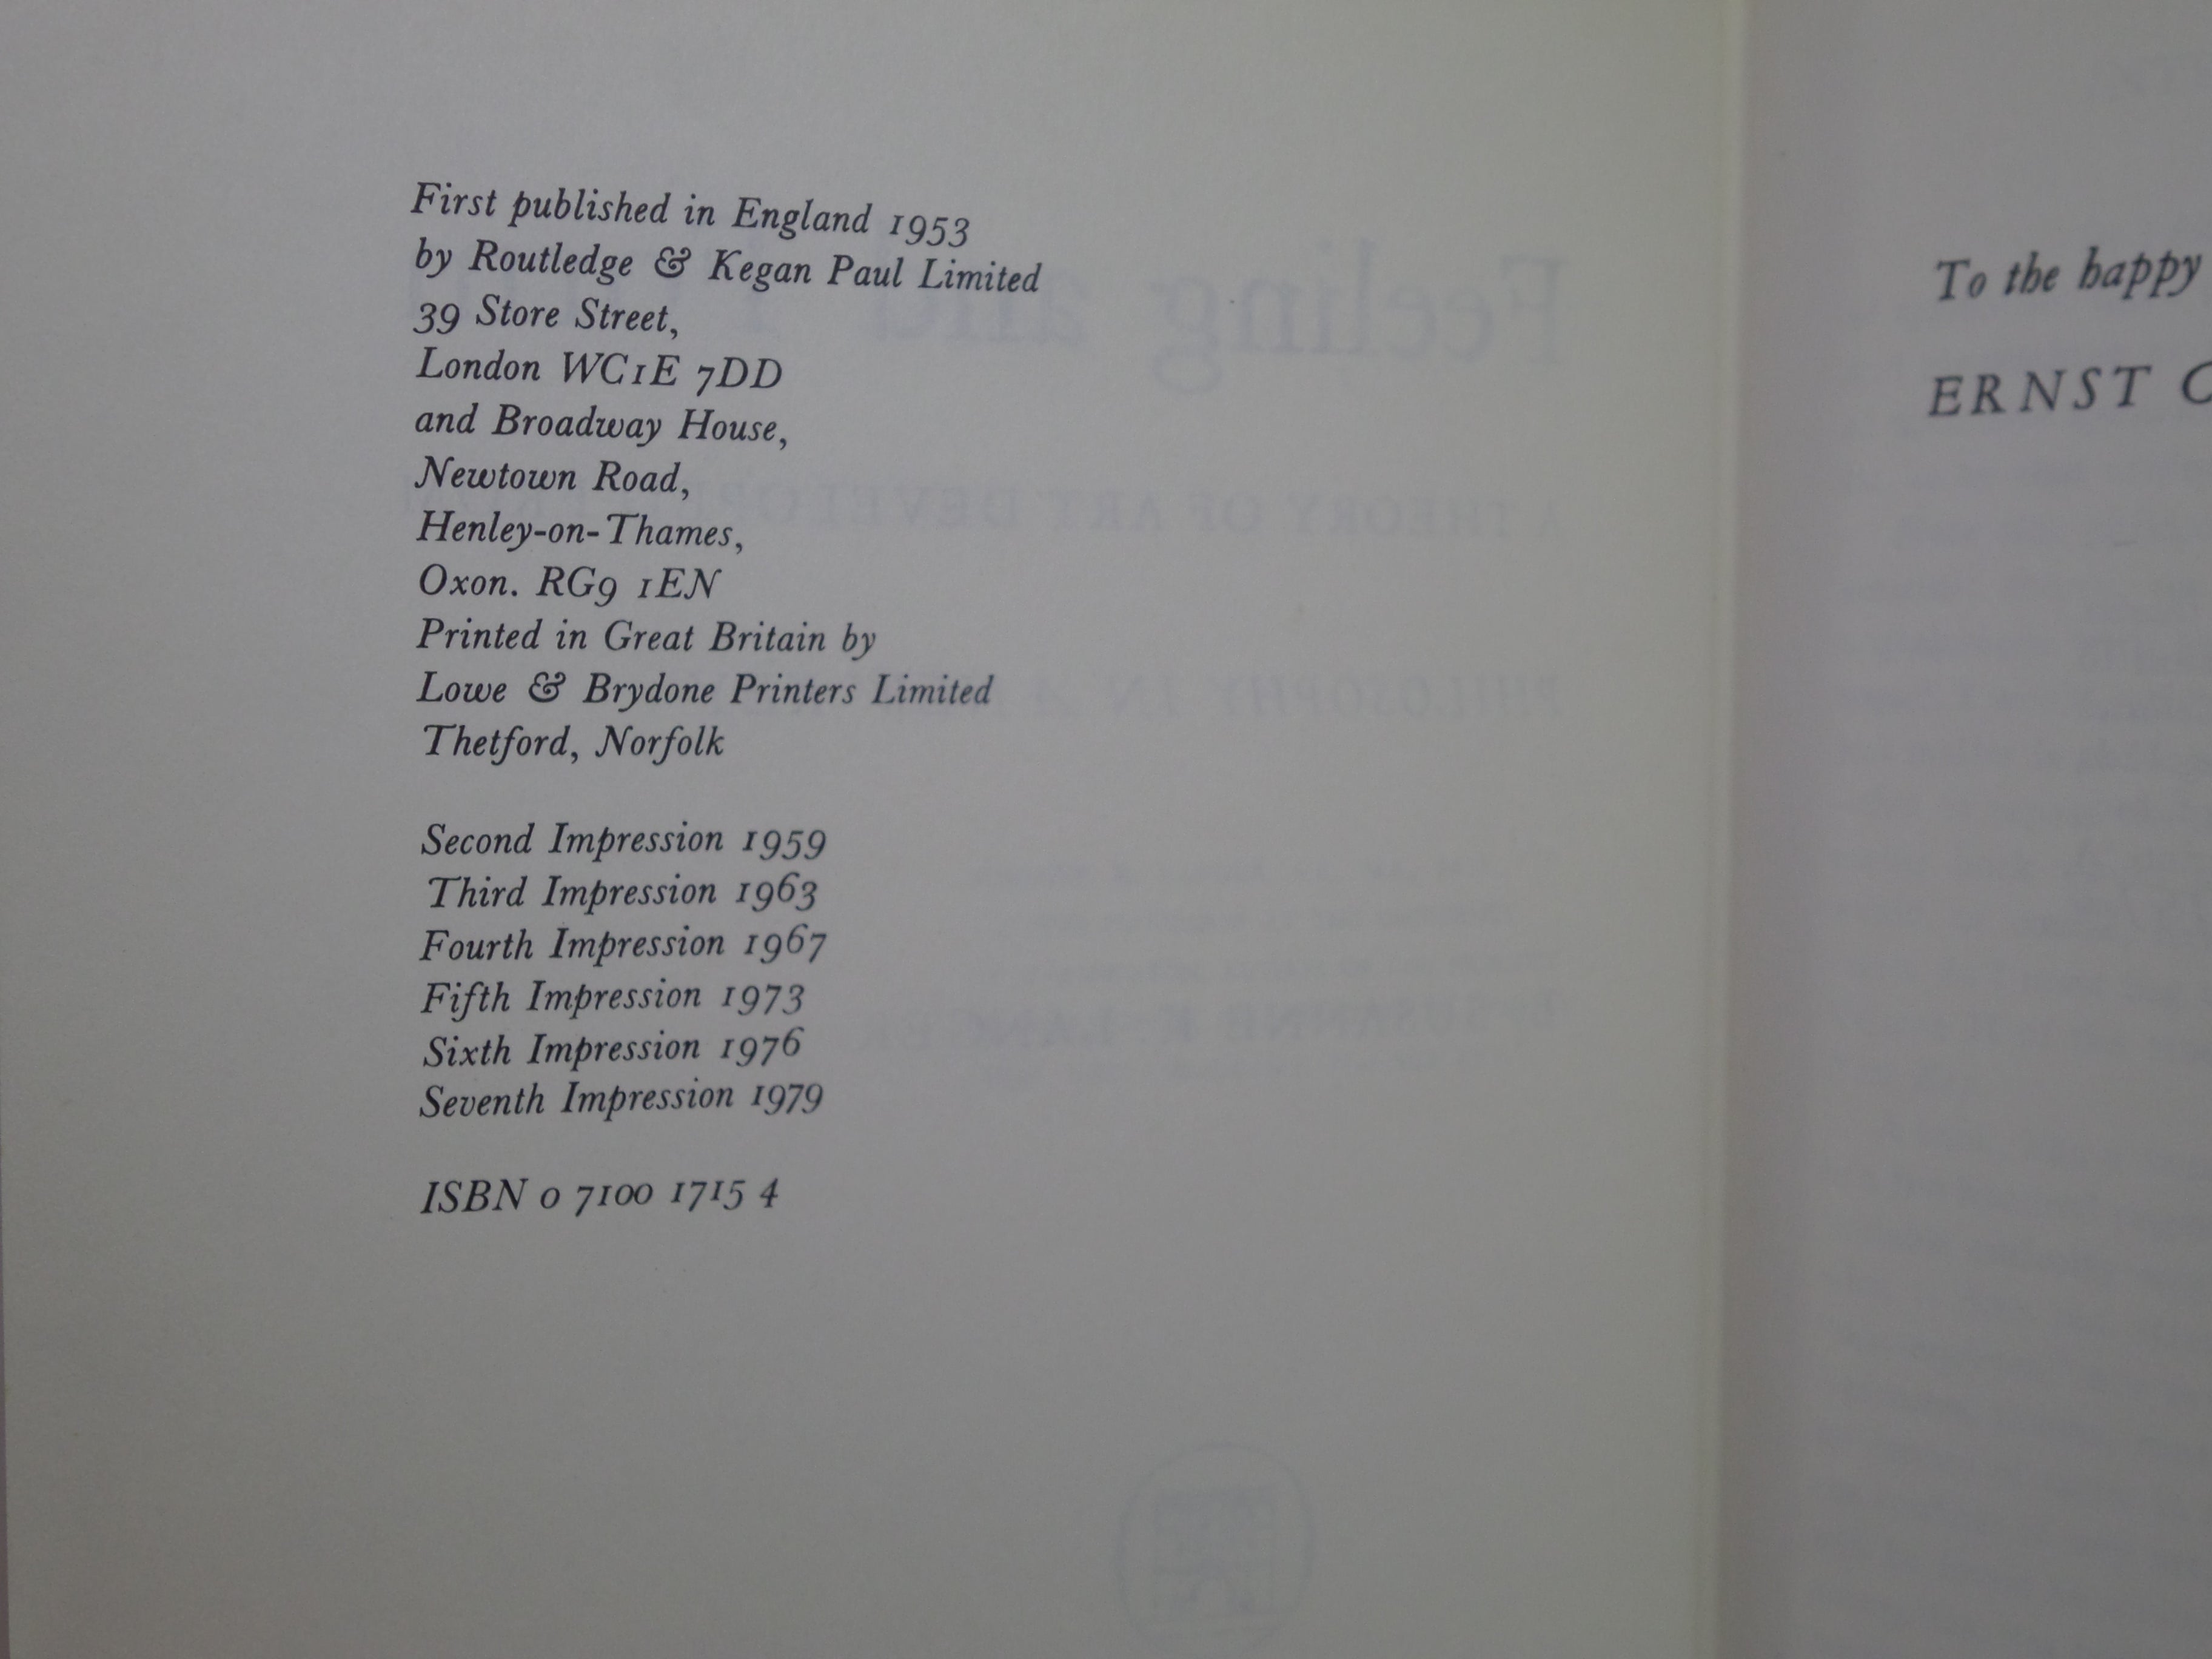 First published in England 1953
by Routledge & Kegan Paul Limited
39 Store Street,
London WC1E 7DD
and Broadway House,
Newtown Road,
Henley-on-Thames,
Oxon. RG9 1EN
Printed in Great Britain by
Lowe & Brydone Printers Limited
Thetford, Norfolk
Second Impression 1959
Third Impression 1963
Fourth Impression 1967
Fifth Impression 1973
Sixth Impression 1976
Seventh Impression 1979
ISBN 0 7100 1715 4
To the happy
ERNST C